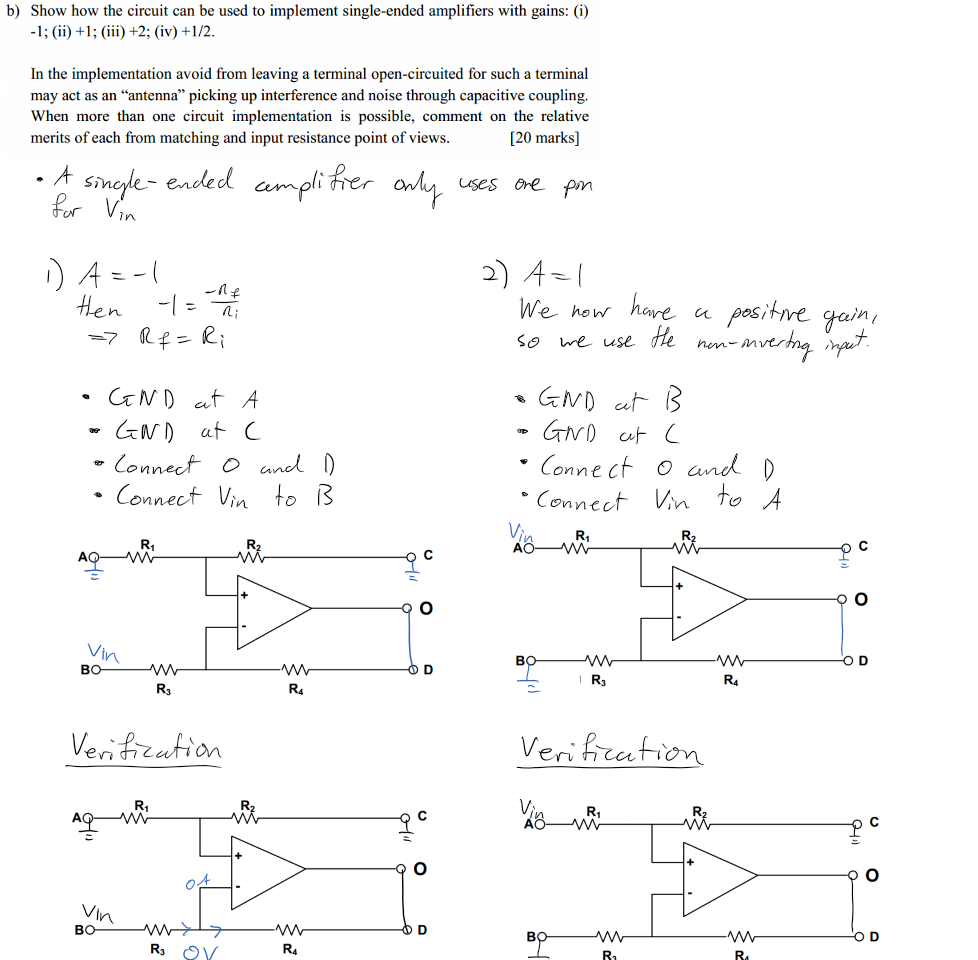 b) Show how the circuit can be used to implement single-ended amplifiers with gains: (i)
-1; (ii) +1; (iii) +2; (iv) +1/2.
In the implementation avoid from leaving a terminal open-circuited for such a terminal
may act as an “antenna” picking up interference and noise through capacitive coupling.
When more than one circuit implementation is possible, comment on the relative
merits of each from matching and input resistance point of views. [20 marks]
• A single-ended amplifier only uses one pin
for Vin
1) A = -1
then -1 = -Rf/Ri
=> Rf = Ri
• GND at A
• GND at C
• Connect O and D
• Connect Vin to B
A R1 R2 C
O
Vin
B D
R3 R4
Verification
A R1 R2 C
O
0A
Vin
B D
R3 0V R4
2) A = 1
We now have a positive gain,
so we use the non-inverting input.
• GND at B
• GND at C
• Connect O and D
• Connect Vin to A
Vin
A R1 R2 C
O
B D
R3 R4
Verification
Vin
A R1 R2 C
O
B D
R3 R4